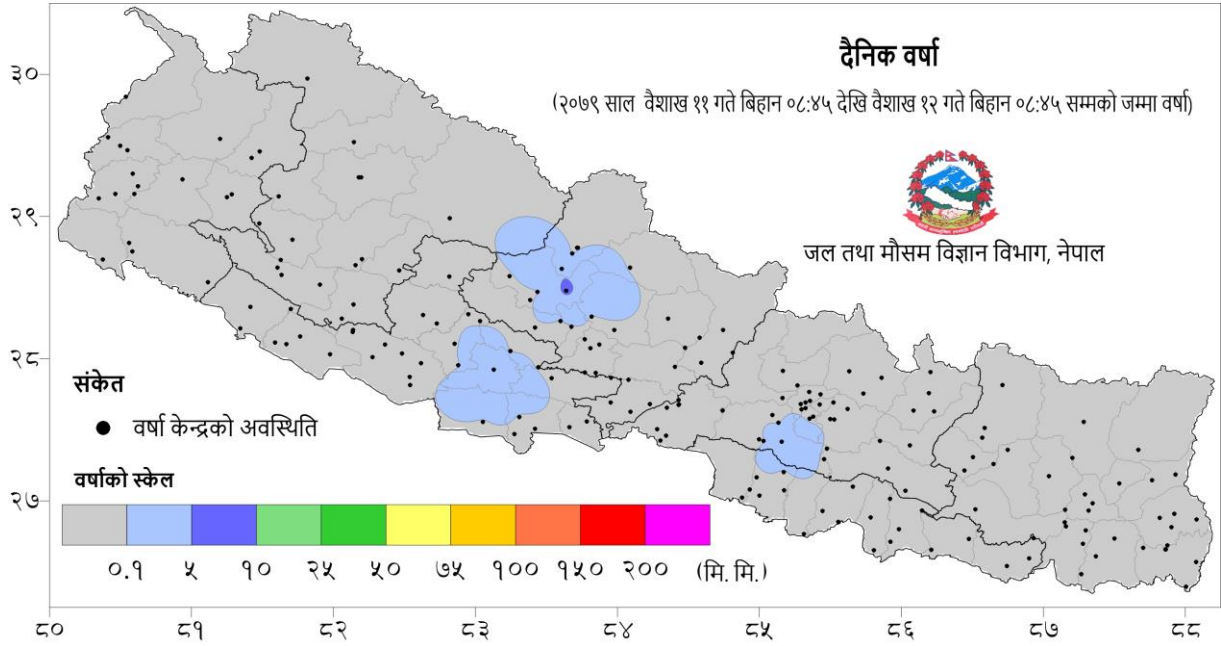 दैनिक वर्षा
(२०७९ साल वैशाख ११ गते बिहान ०८:४५ देखि वैशाख १२ गते बिहान ०८:४५ सम्मको जम्मा वर्षा)
जल तथा मौसम विज्ञान विभाग, नेपाल
३०
२९
२८
२७
संकेत
वर्षा केन्द्रको अवस्थिति
वर्षाको स्केल
०.१ ५ १० २५ ५० ७५ १०० १५० २०० (मि. मि.)
८० ८१ ८२ ८३ ८४ ८५ ८६ ८७ ८८